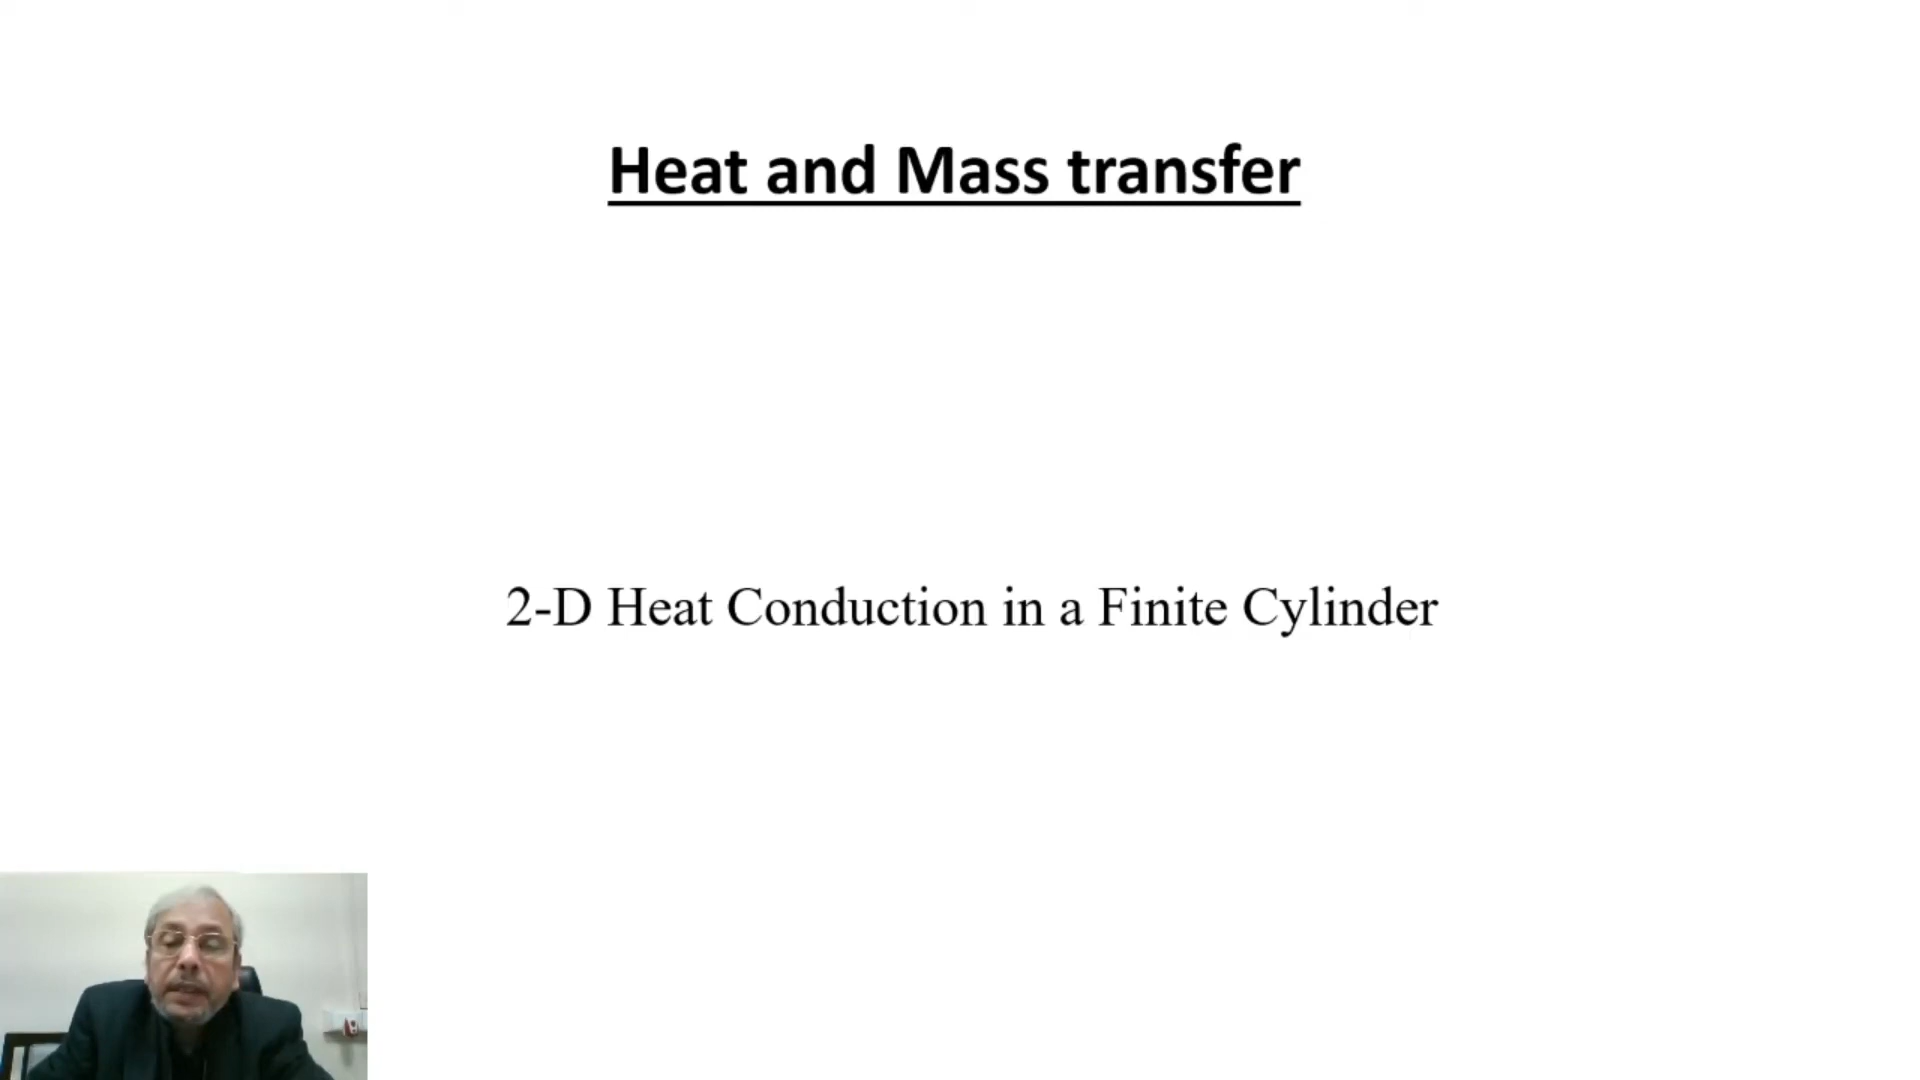 Heat and Mass transfer
2-D Heat Conduction in a Finite Cylinder